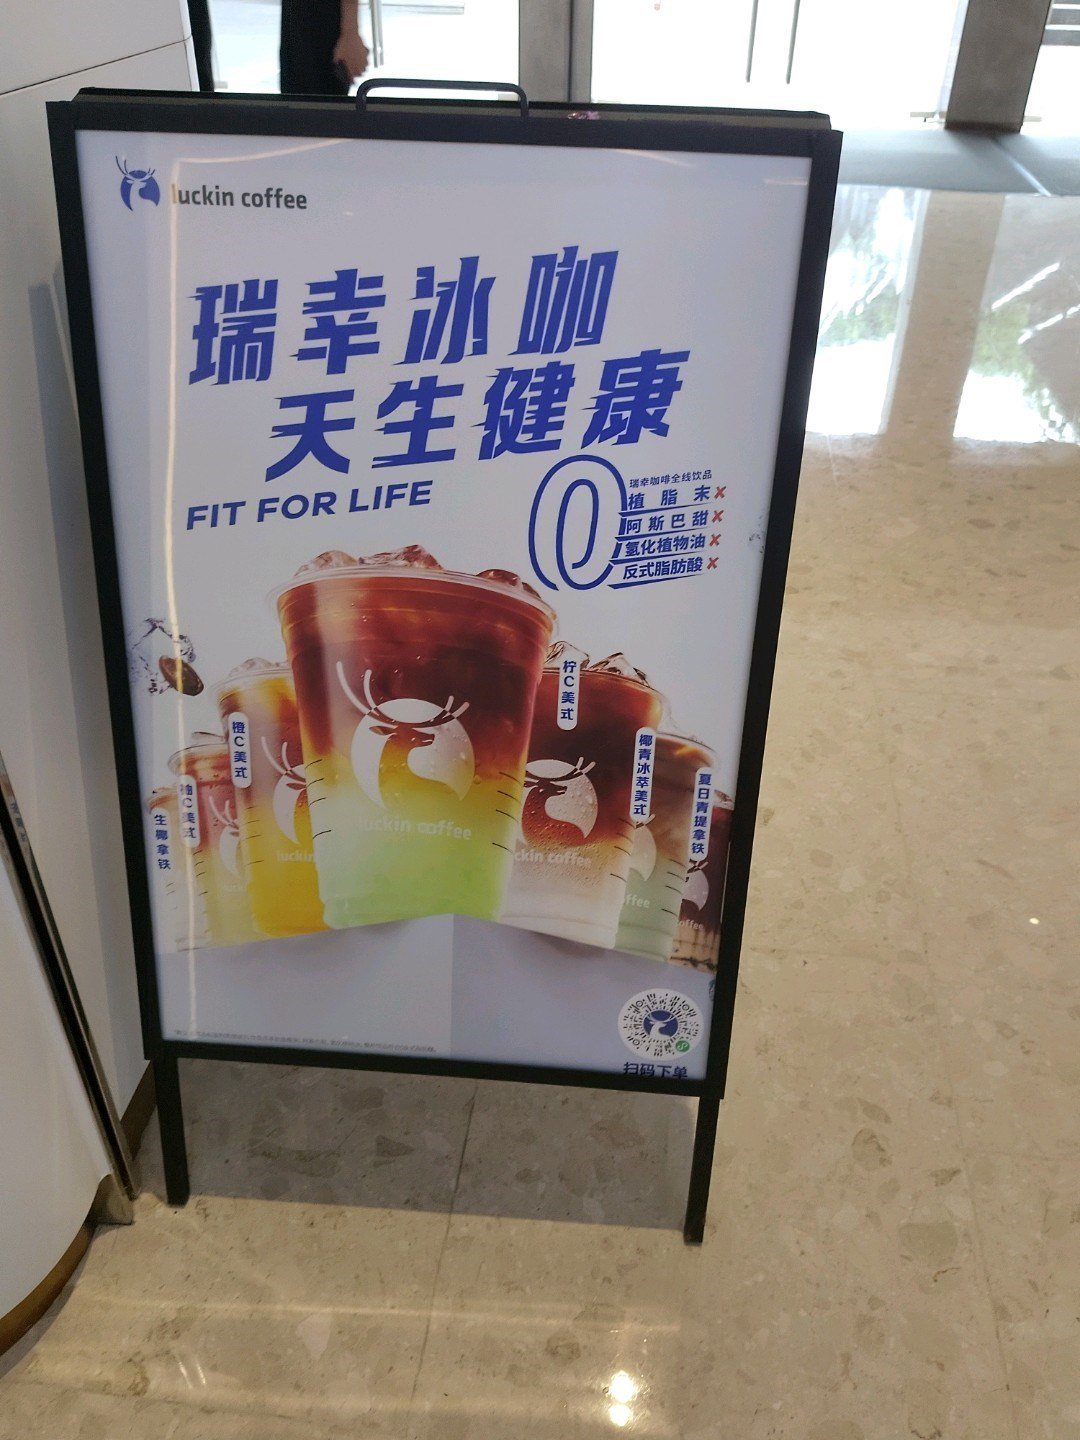 luckin coffee
瑞幸冰咖
天生健康
FIT FOR LIFE
0
瑞幸咖啡全线饮品
植脂末✗
阿斯巴甜✗
氢化植物油✗
反式脂肪酸✗
生椰拿铁
柚C美式
橙C美式
柠C美式
椰青冰萃美式
夏日青提拿铁
luckin coffee
luckin
luckin coffee
ffee
offee
扫码下单